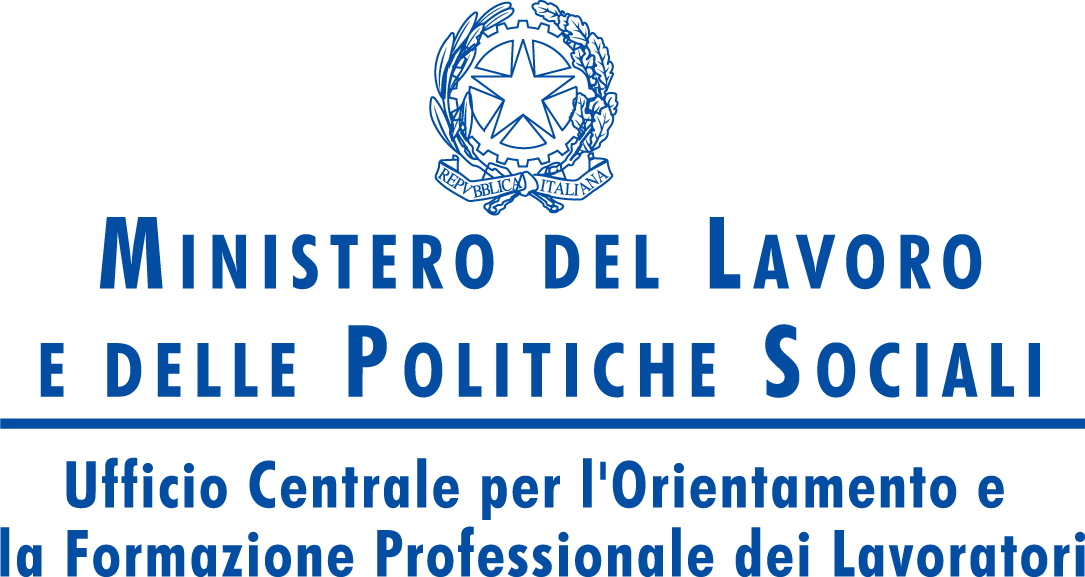 REPVBBLICA ITALIANA
MINISTERO DEL LAVORO
E DELLE POLITICHE SOCIALI
Ufficio Centrale per l'Orientamento e
la Formazione Professionale dei Lavoratori